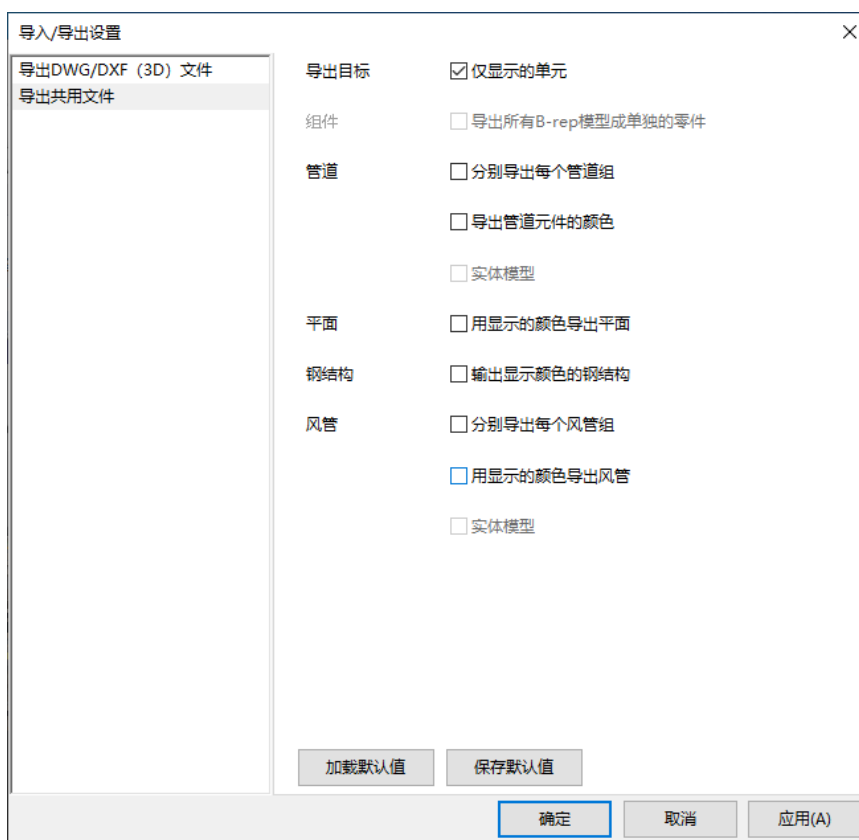 导入/导出设置
导出DWG/DXF（3D）文件
导出共用文件
导出目标 仅显示的单元
组件 导出所有B-rep模型成单独的零件
管道 分别导出每个管道组
导出管道元件的颜色
实体模型
平面 用显示的颜色导出平面
钢结构 输出显示颜色的钢结构
风管 分别导出每个风管组
用显示的颜色导出风管
实体模型
加载默认值 保存默认值
确定 取消 应用(A)